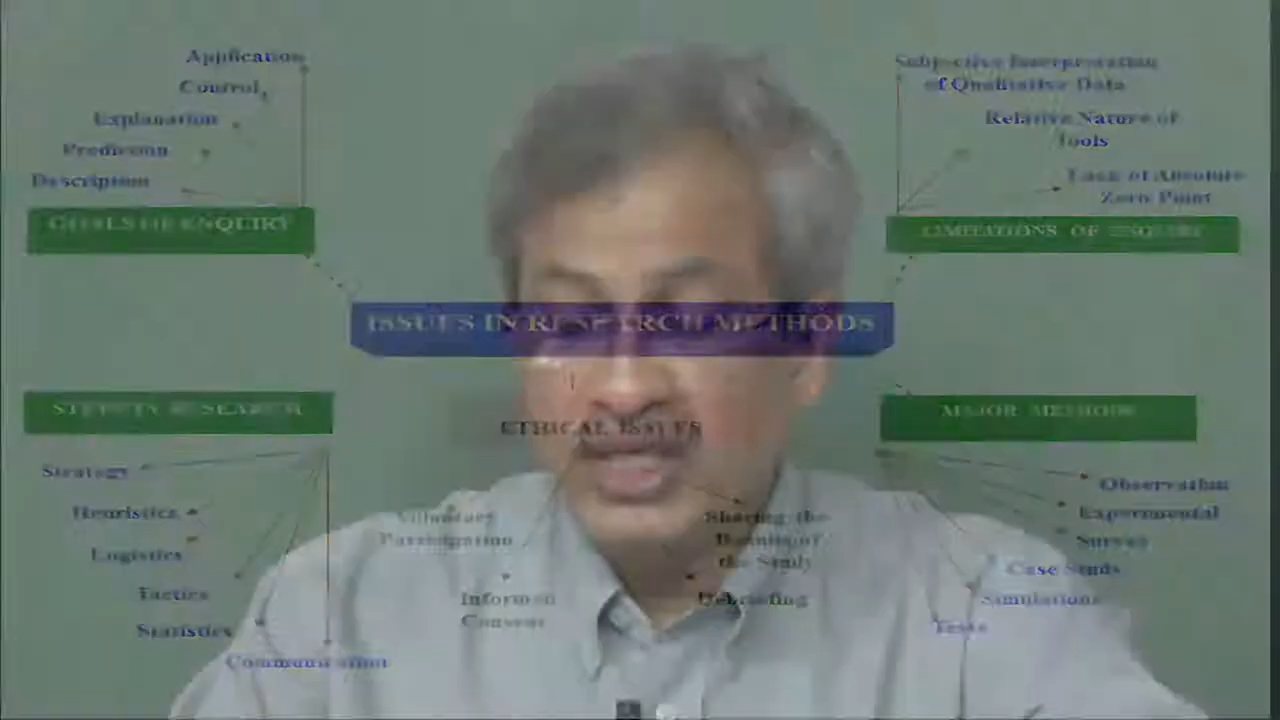 Application
Control
Explanation
Prediction
Description
GOALS OF ENQUIRY
Subjective Interpretation
of Qualitative Data
Relative Nature of
Tools
Lack of Absolute
Zero Point
LIMITATIONS OF ENQUIRY
ISSUES IN RESEARCH METHODS
STEPS IN RESEARCH
Strategy
Heuristics
Logistics
Tactics
Statistics
Communication
ETHICAL ISSUES
Voluntary
Participation
Informed
Consent
Sharing the
Benefits of
the Study
Debriefing
MAJOR METHODS
Observation
Experimental
Survey
Case Study
Simulations
Tests